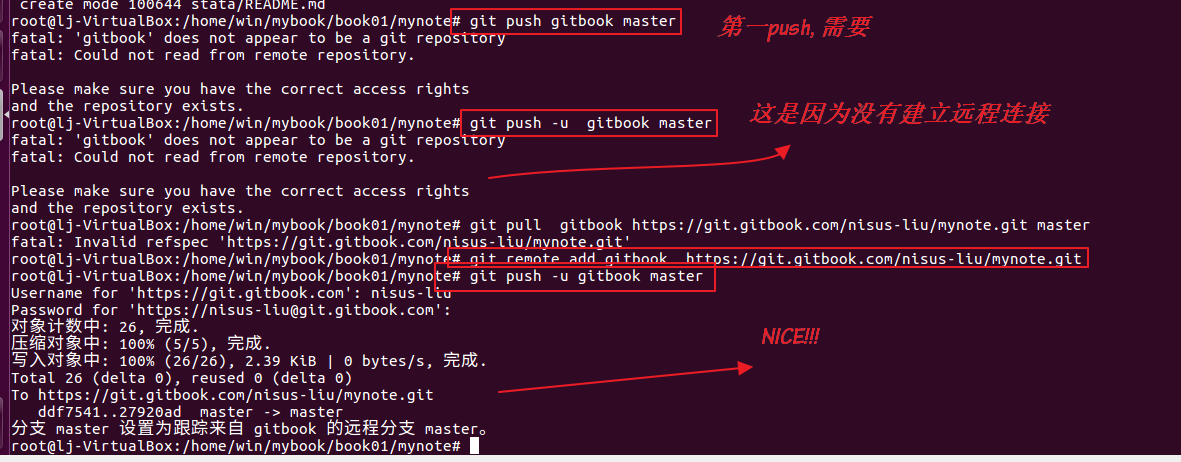 create mode 100644 stata/README.md
root@lj-VirtualBox:/home/win/mybook/book01/mynote# git push gitbook master
第一push, 需要
fatal: 'gitbook' does not appear to be a git repository
fatal: Could not read from remote repository.
Please make sure you have the correct access rights
and the repository exists.
root@lj-VirtualBox:/home/win/mybook/book01/mynote# git push -u  gitbook master
这是因为没有建立远程连接
fatal: 'gitbook' does not appear to be a git repository
fatal: Could not read from remote repository.
Please make sure you have the correct access rights
and the repository exists.
root@lj-VirtualBox:/home/win/mybook/book01/mynote# git pull  gitbook https://git.gitbook.com/nisus-liu/mynote.git master
fatal: Invalid refspec 'https://git.gitbook.com/nisus-liu/mynote.git'
root@lj-VirtualBox:/home/win/mybook/book01/mynote# git remote add gitbook  https://git.gitbook.com/nisus-liu/mynote.git
root@lj-VirtualBox:/home/win/mybook/book01/mynote# git push -u gitbook master
Username for 'https://git.gitbook.com': nisus-liu
Password for 'https://nisus-liu@git.gitbook.com':
对象计数中: 26, 完成.
压缩对象中: 100% (5/5), 完成.
NICE!!!
写入对象中: 100% (26/26), 2.39 KiB | 0 bytes/s, 完成.
Total 26 (delta 0), reused 0 (delta 0)
To https://git.gitbook.com/nisus-liu/mynote.git
ddf7541..27920ad  master -> master
分支 master 设置为跟踪来自 gitbook 的远程分支 master。
root@lj-VirtualBox:/home/win/mybook/book01/mynote#